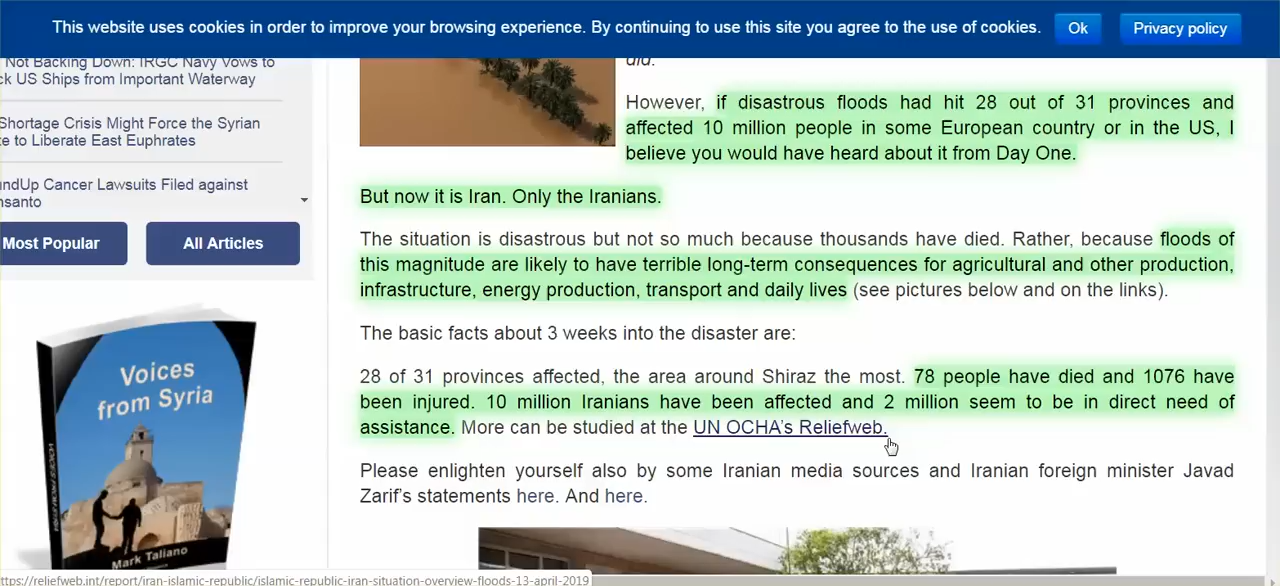 This website uses cookies in order to improve your browsing experience. By continuing to use this site you agree to the use of cookies.
Ok
Privacy policy
Not Backing Down: IRGC Navy Vows to
ck US Ships from Important Waterway
Shortage Crisis Might Force the Syrian
e to Liberate East Euphrates
undUp Cancer Lawsuits Filed against
nsanto
Most Popular
All Articles
Voices
from Syria
Mark Taliano
did.
However, if disastrous floods had hit 28 out of 31 provinces and
affected 10 million people in some European country or in the US, I
believe you would have heard about it from Day One.
But now it is Iran. Only the Iranians.
The situation is disastrous but not so much because thousands have died. Rather, because floods of
this magnitude are likely to have terrible long-term consequences for agricultural and other production,
infrastructure, energy production, transport and daily lives (see pictures below and on the links).
The basic facts about 3 weeks into the disaster are:
28 of 31 provinces affected, the area around Shiraz the most. 78 people have died and 1076 have
been injured. 10 million Iranians have been affected and 2 million seem to be in direct need of
assistance. More can be studied at the UN OCHA's Reliefweb.
Please enlighten yourself also by some Iranian media sources and Iranian foreign minister Javad
Zarif's statements here. And here.
https://reliefweb.int/report/iran-islamic-republic/islamic-republic-iran-situation-overview-floods-13-april-2019